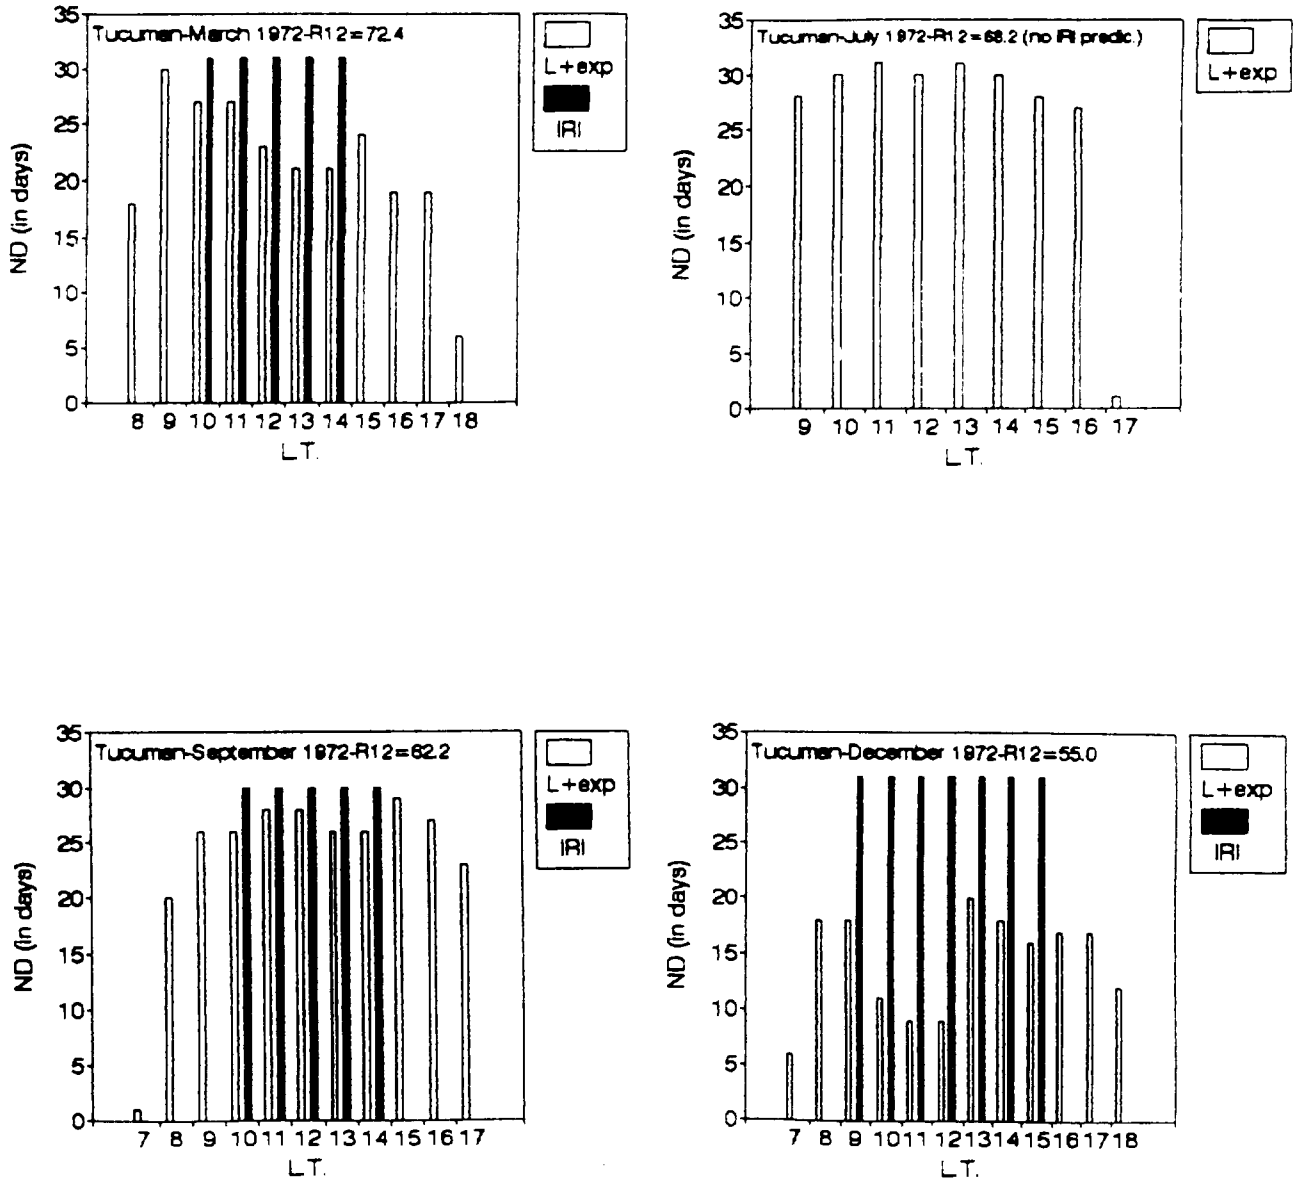 Tucuman-March 1972-R12=72.4
35
30
25
20
15
10
5
0
ND (in days)
8 9 10 11 12 13 14 15 16 17 18
L.T.
L+exp
IRI
Tucuman-July 1972-R12=68.2 (no IRI predic.)
35
30
25
20
15
10
5
0
ND (in days)
9 10 11 12 13 14 15 16 17
L.T.
L+exp
Tucuman-September 1972-R12=62.2
35
30
25
20
15
10
5
0
ND (in days)
7 8 9 10 11 12 13 14 15 16 17
L.T.
L+exp
IRI
Tucuman-December 1972-R12=55.0
35
30
25
20
15
10
5
0
ND (in days)
7 8 9 10 11 12 13 14 15 16 17 18
L.T.
L+exp
IRI